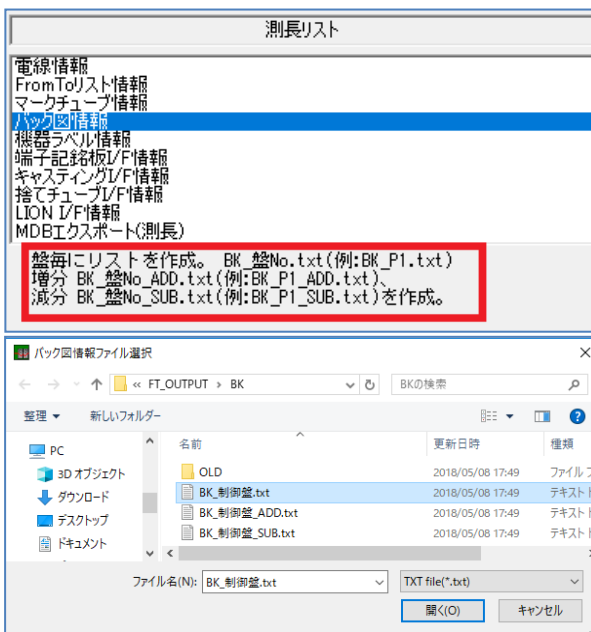 測長リスト
電線情報
FromToリスト情報
マークチューブ情報
バック図情報
機器ラベル情報
端子記銘板I/F情報
キャスティングI/F情報
捨てチューブI/F情報
LION I/F情報
MDBエクスポート(測長)
盤毎にリストを作成。 BK_盤No.txt(例:BK_P1.txt)
増分 BK_盤No_ADD.txt(例:BK_P1_ADD.txt)、
減分 BK_盤No_SUB.txt(例:BK_P1_SUB.txt)を作成。
バック図情報ファイル選択
« FT_OUTPUT › BK
BKの検索
整理 新しいフォルダー
名前 更新日時 種類
PC
3D オブジェクト
ダウンロード
デスクトップ
ドキュメント
OLD 2018/05/08 17:49 ファイル フ
BK_制御盤.txt 2018/05/08 17:49 テキスト
BK_制御盤_ADD.txt 2018/05/08 17:49 テキスト
BK_制御盤_SUB.txt 2018/05/08 17:49 テキスト
ファイル名(N): BK_制御盤.txt TXT file(*.txt)
開く(O) キャンセル